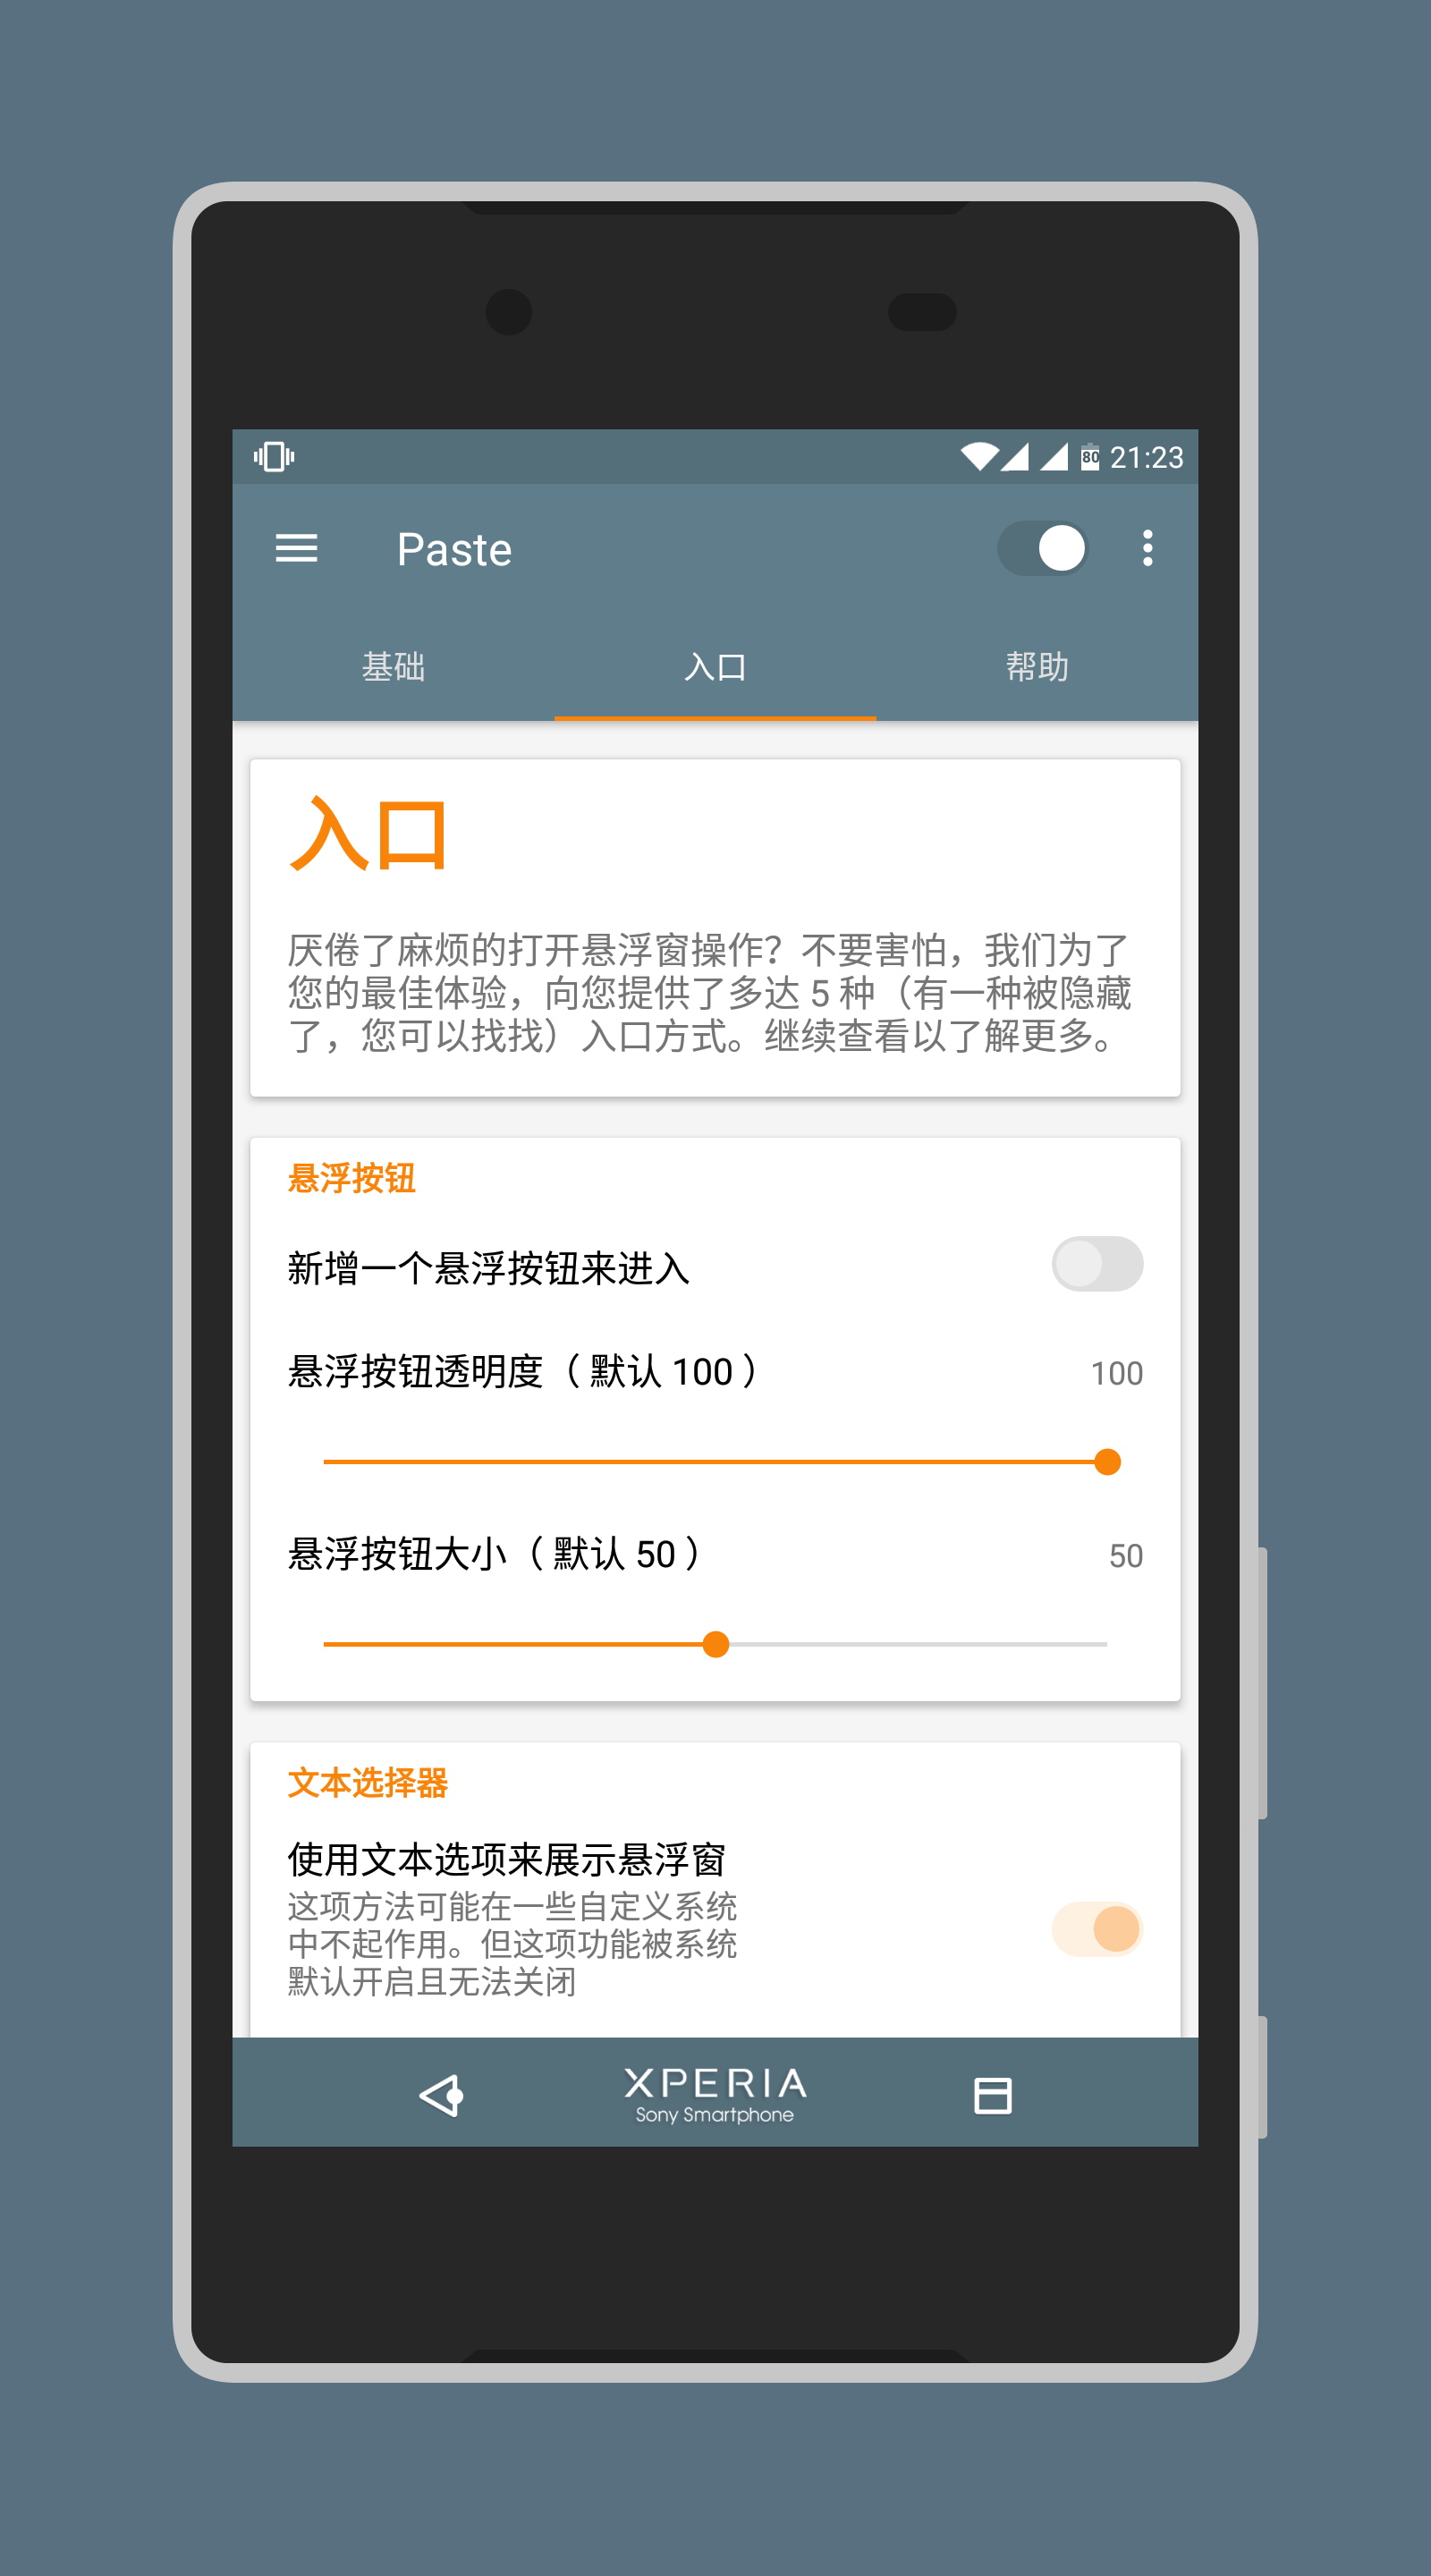 80 21:23
Paste
基础 入口 帮助
入口
厌倦了麻烦的打开悬浮窗操作？不要害怕，我们为了
您的最佳体验，向您提供了多达 5 种（有一种被隐藏
了，您可以找找）入口方式。继续查看以了解更多。
悬浮按钮
新增一个悬浮按钮来进入
悬浮按钮透明度（ 默认 100 ） 100
悬浮按钮大小（ 默认 50 ） 50
文本选择器
使用文本选项来展示悬浮窗
这项方法可能在一些自定义系统
中不起作用。但这项功能被系统
默认开启且无法关闭
XPERIA
Sony Smartphone